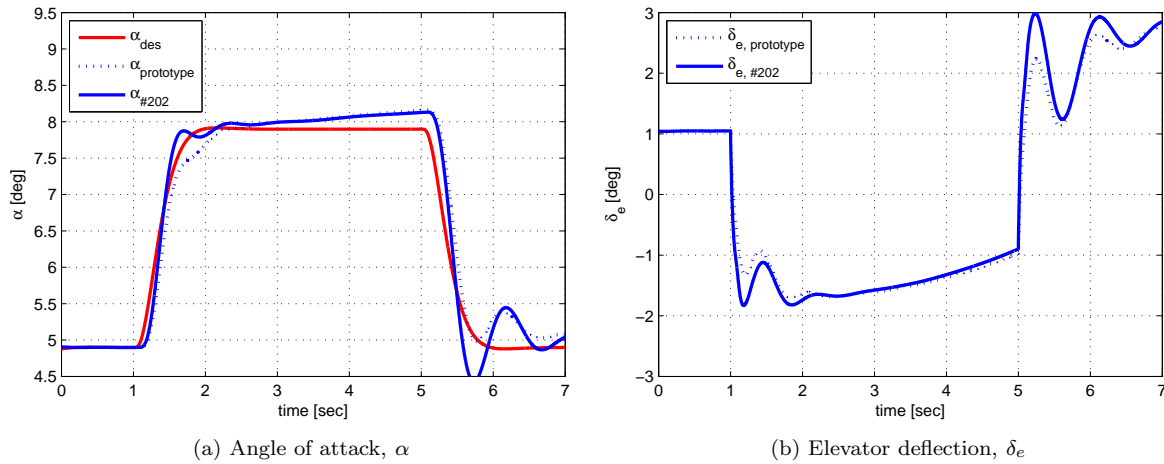 9.5
9
8.5
8
7.5
7
6.5
6
5.5
5
4.5
0 1 2 3 4 5 6 7
α [deg]
time [sec]
α_des
α_prototype
α_#202
(a) Angle of attack, α
3
2
1
0
−1
−2
−3
0 1 2 3 4 5 6 7
δ_e [deg]
time [sec]
δ_e, prototype
δ_e, #202
(b) Elevator deflection, δ_e